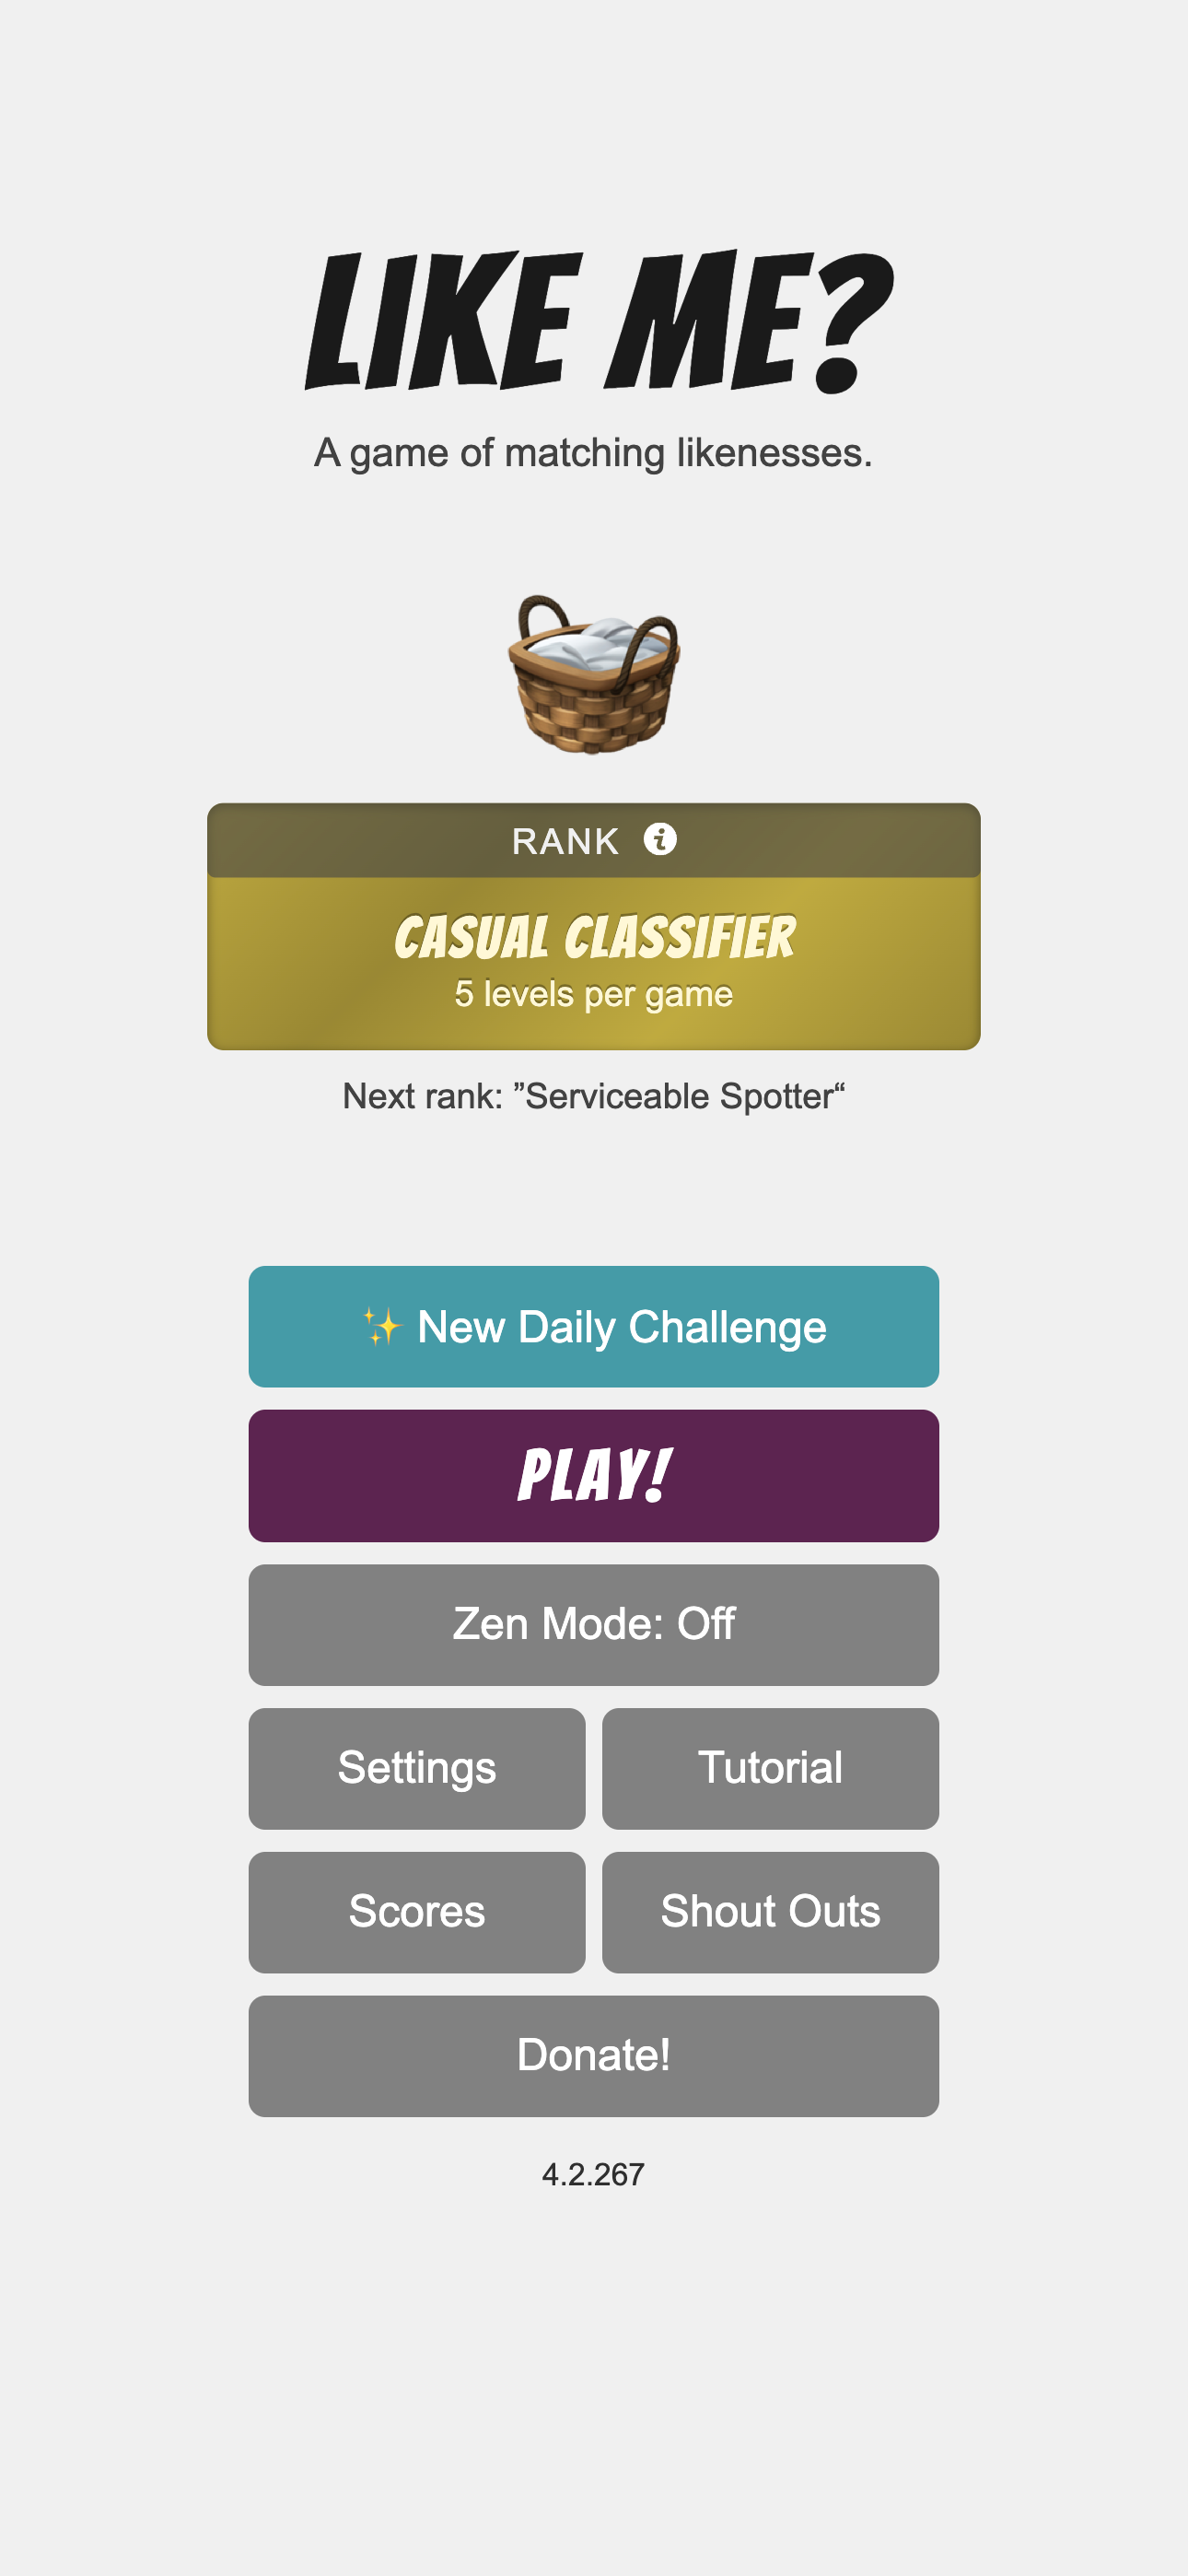 LIKE ME?
A game of matching likenesses.
RANK
CASUAL CLASSIFIER
5 levels per game
Next rank: ”Serviceable Spotter“
✨ New Daily Challenge
PLAY!
Zen Mode: Off
Settings
Tutorial
Scores
Shout Outs
Donate!
4.2.267